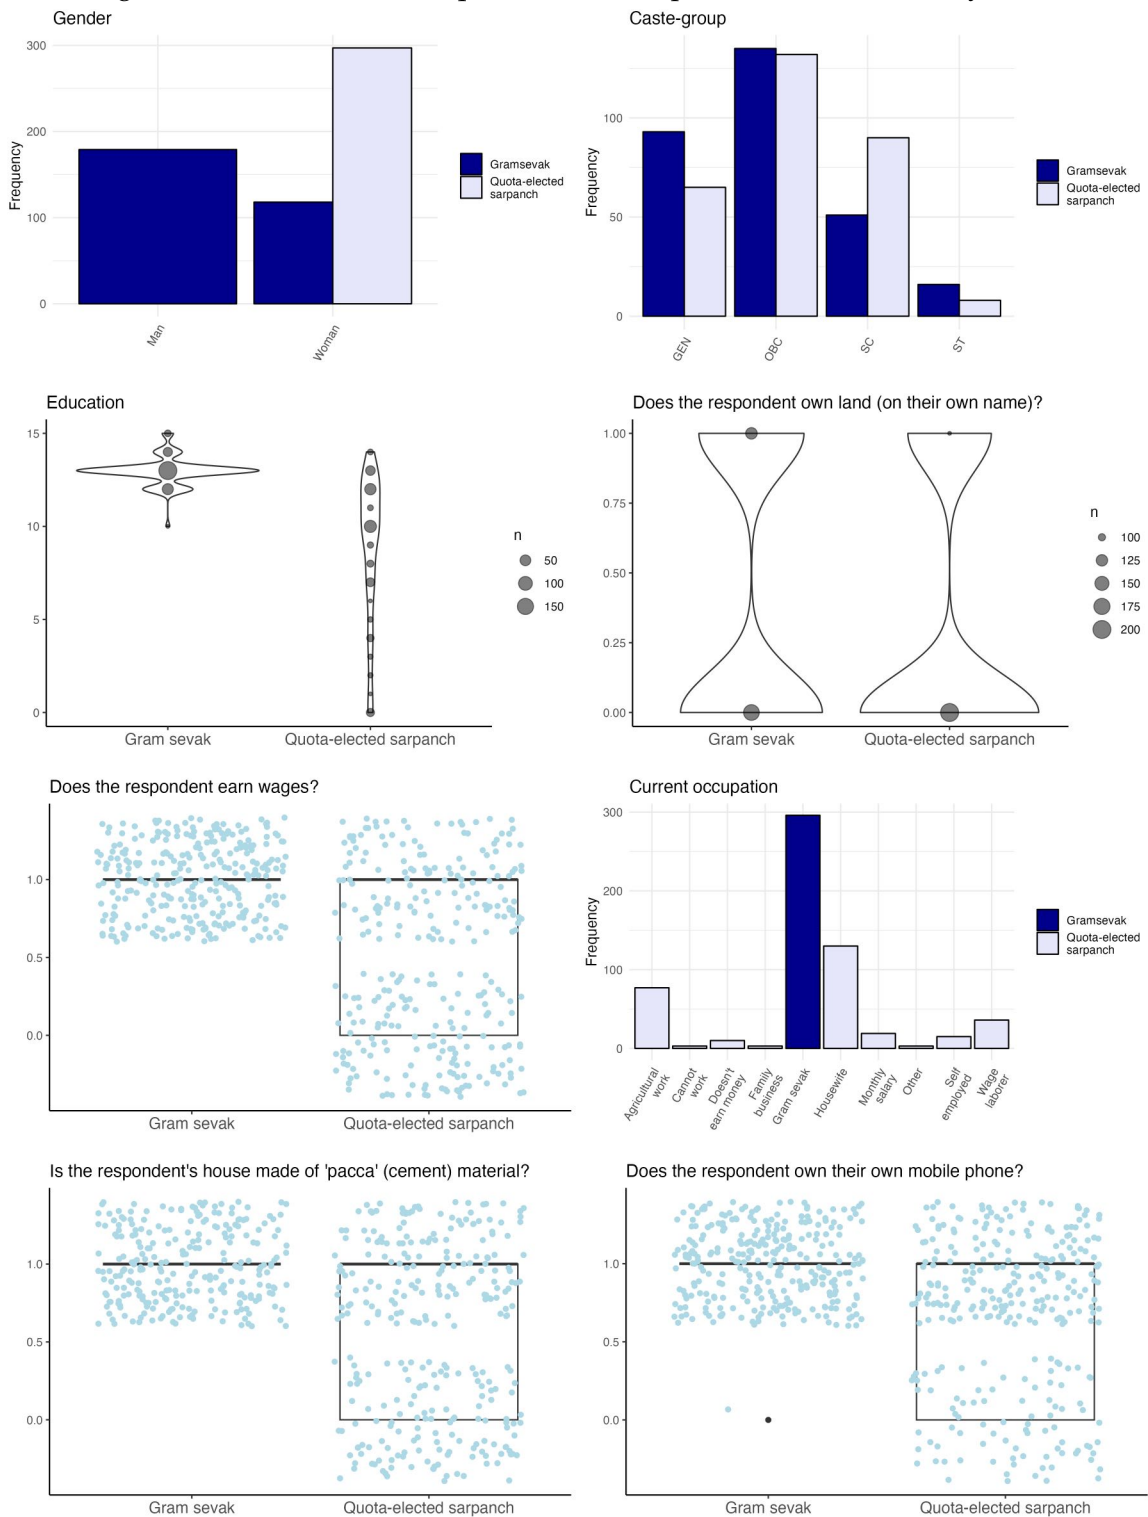 Gender
300
200
100
0
Frequency
Man
Woman
Gramsevak
Quota-elected
sarpanch
Caste-group
100
50
0
Frequency
GEN
OBC
SC
ST
Gramsevak
Quota-elected
sarpanch
Education
15
10
5
0
Gram sevak
Quota-elected sarpanch
n
50
100
150
Does the respondent own land (on their own name)?
1.00
0.75
0.50
0.25
0.00
Gram sevak
Quota-elected sarpanch
n
100
125
150
175
200
Does the respondent earn wages?
1.0
0.5
0.0
Gram sevak
Quota-elected sarpanch
Current occupation
300
200
100
0
Frequency
Agricultural
work
Cannot
work
Doesn't
earn money
Family
business
Gram sevak
Housewife
Monthly
salary
Other
Self
employed
Wage
laborer
Gramsevak
Quota-elected
sarpanch
Is the respondent's house made of 'pacca' (cement) material?
1.0
0.5
0.0
Gram sevak
Quota-elected sarpanch
Does the respondent own their own mobile phone?
1.0
0.5
0.0
Gram sevak
Quota-elected sarpanch